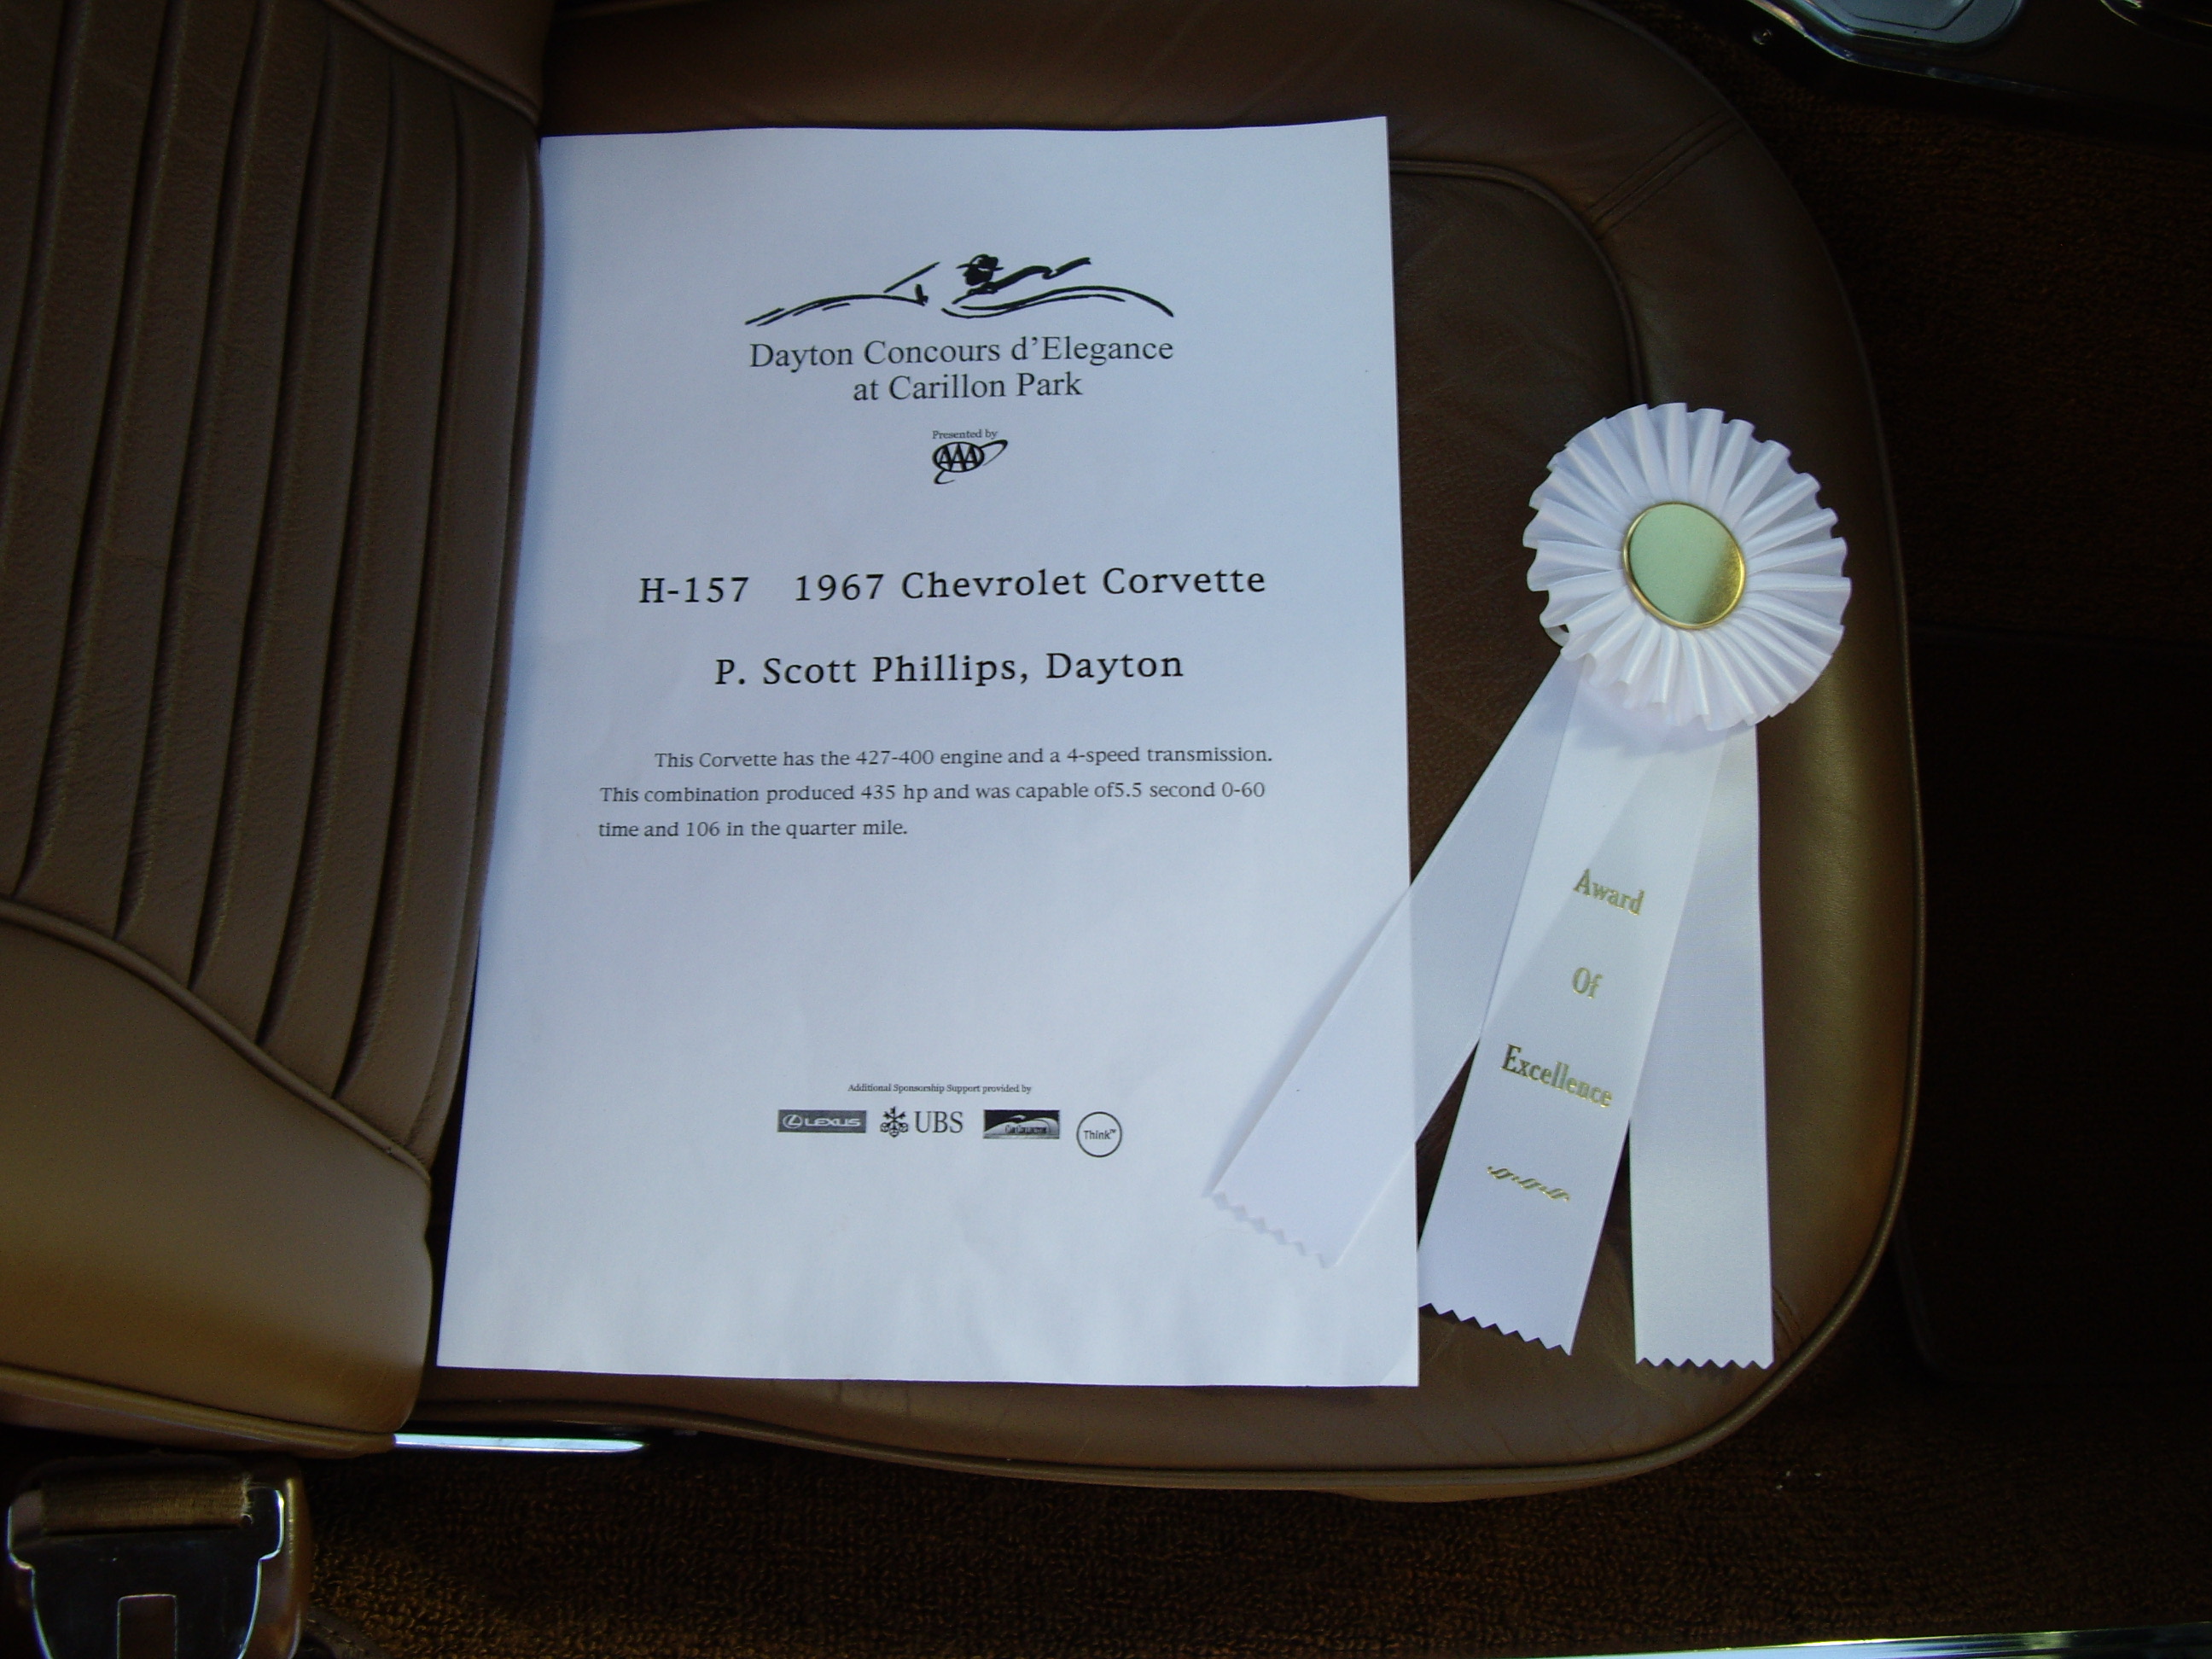 Dayton Concours d'Elegance
at Carillon Park
Presented by
AAA
H-157 1967 Chevrolet Corvette
P. Scott Phillips, Dayton
This Corvette has the 427-400 engine and a 4-speed transmission.
This combination produced 435 hp and was capable of5.5 second 0-60
time and 106 in the quarter mile.
Additional Sponsorship Support provided by
LEXUS UBS Think™
Award
Of
Excellence